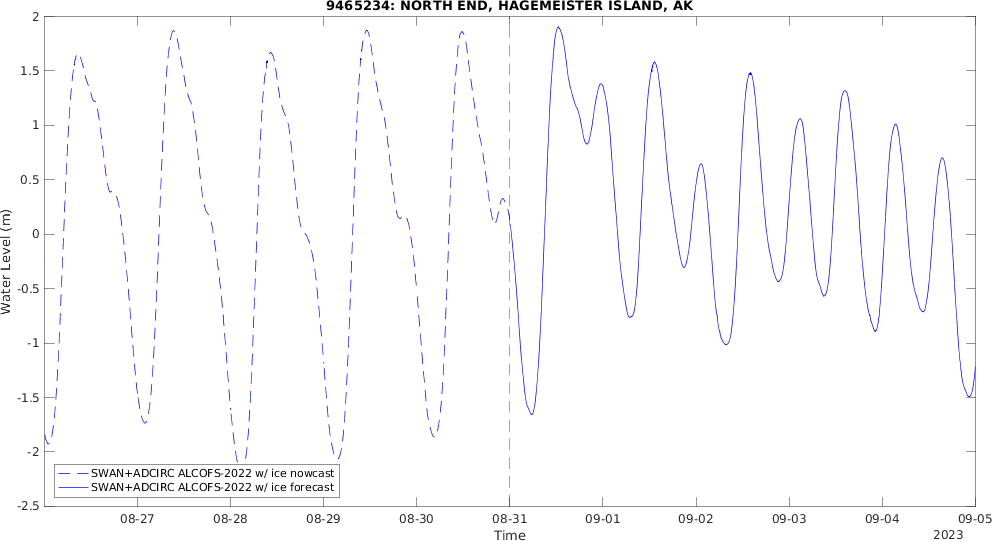 9465234: NORTH END, HAGEMEISTER ISLAND, AK
2
1.5
1
0.5
0
-0.5
-1
-1.5
-2
-2.5
Water Level (m)
SWAN+ADCIRC ALCOFS-2022 w/ ice nowcast
SWAN+ADCIRC ALCOFS-2022 w/ ice forecast
08-27 08-28 08-29 08-30 08-31 09-01 09-02 09-03 09-04 09-05
Time
2023